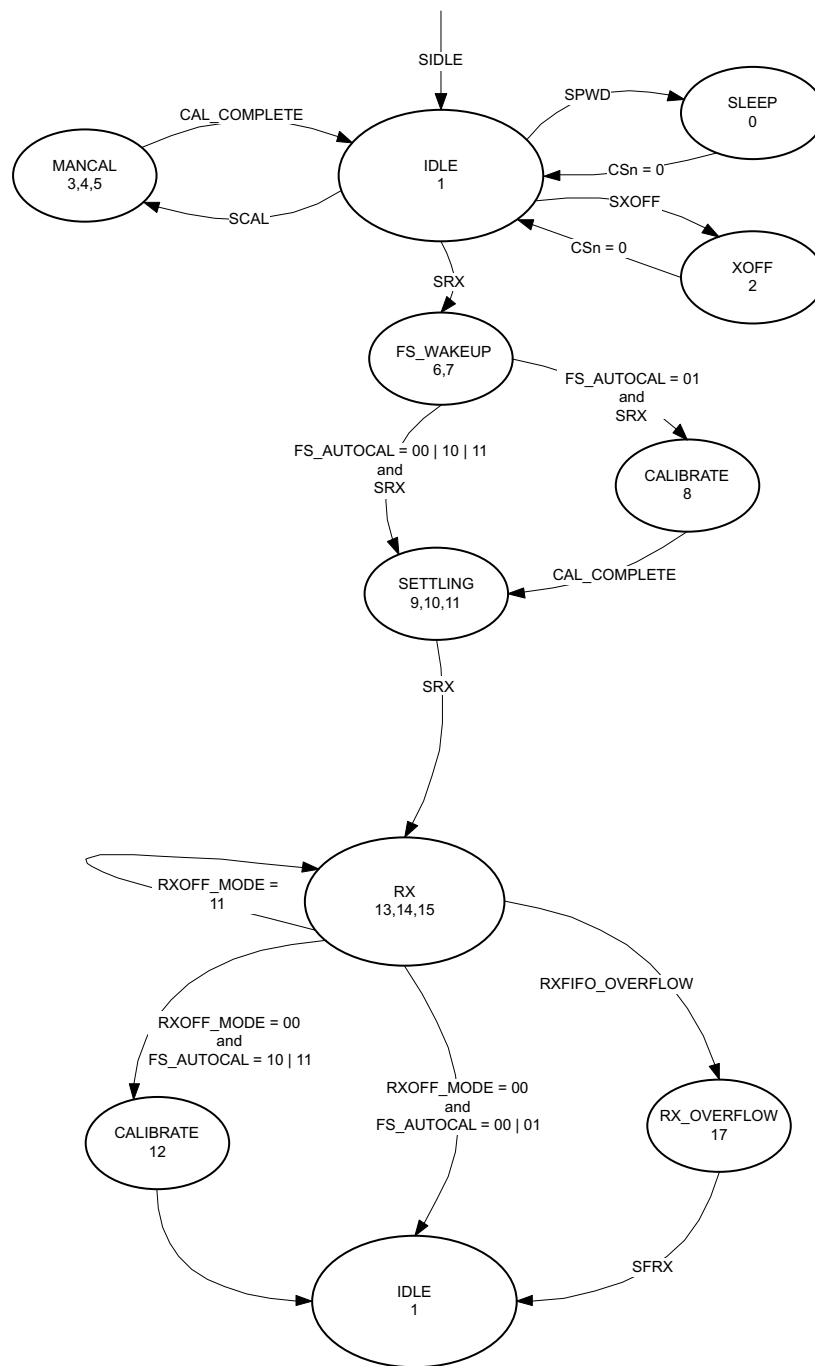 SIDLE
SPWD
SLEEP
0
CAL_COMPLETE
MANCAL
3,4,5
IDLE
1
CSn = 0
SXOFF
SCAL
CSn = 0
XOFF
2
SRX
FS_WAKEUP
6,7
FS_AUTOCAL = 01
and
SRX
FS_AUTOCAL = 00 | 10 | 11
and
SRX
CALIBRATE
8
SETTLING
9,10,11
CAL_COMPLETE
SRX
RXOFF_MODE =
11
RX
13,14,15
RXFIFO_OVERFLOW
RXOFF_MODE = 00
and
FS_AUTOCAL = 10 | 11
RXOFF_MODE = 00
and
FS_AUTOCAL = 00 | 01
CALIBRATE
12
RX_OVERFLOW
17
SFRX
IDLE
1